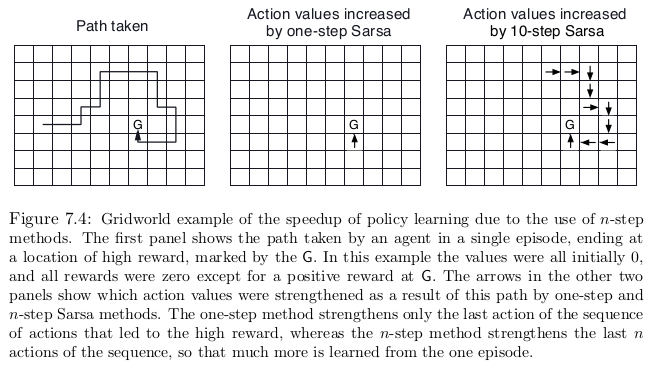 Path taken
Action values increased
by one-step Sarsa
Action values increased
by 10-step Sarsa
G
G
G
Figure 7.4: Gridworld example of the speedup of policy learning due to the use of n-step
methods. The first panel shows the path taken by an agent in a single episode, ending at
a location of high reward, marked by the G. In this example the values were all initially 0,
and all rewards were zero except for a positive reward at G. The arrows in the other two
panels show which action values were strengthened as a result of this path by one-step and
n-step Sarsa methods. The one-step method strengthens only the last action of the sequence
of actions that led to the high reward, whereas the n-step method strengthens the last n
actions of the sequence, so that much more is learned from the one episode.